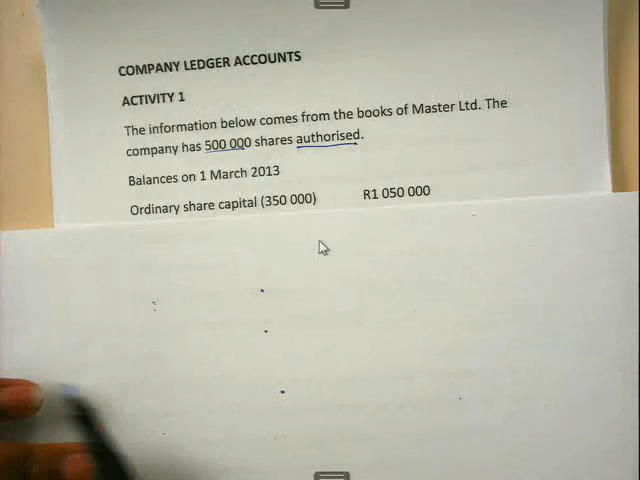 COMPANY LEDGER ACCOUNTS
ACTIVITY 1
The information below comes from the books of Master Ltd. The
company has 500 000 shares authorised.
Balances on 1 March 2013
Ordinary share capital (350 000) R1 050 000